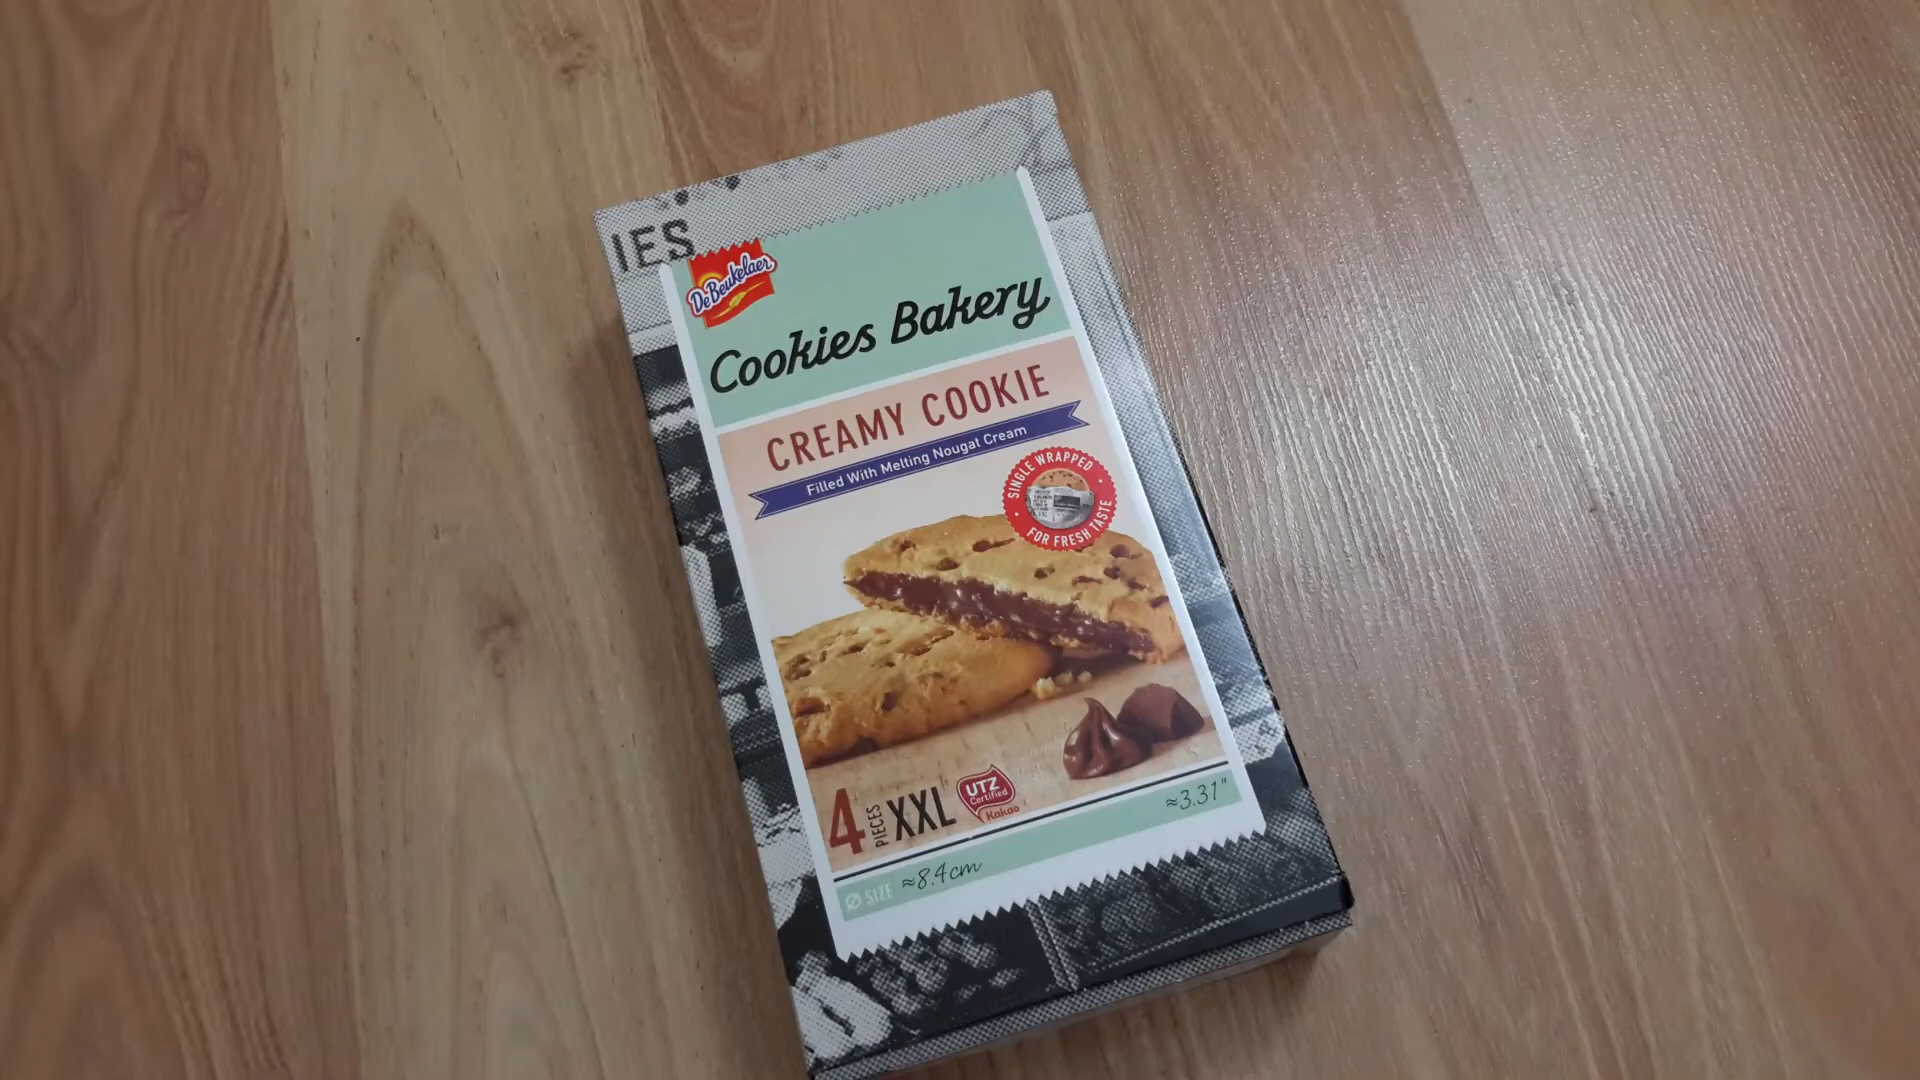 IES
DeBeukelaer
Cookies Bakery
CREAMY COOKIE
Filled With Melting Nougat Cream
SINGLE WRAPPED
FOR FRESH TASTE
4 PIECES XXL
UTZ
Certified
Kakao
≈3.31"
Ø SIZE ≈8.4cm